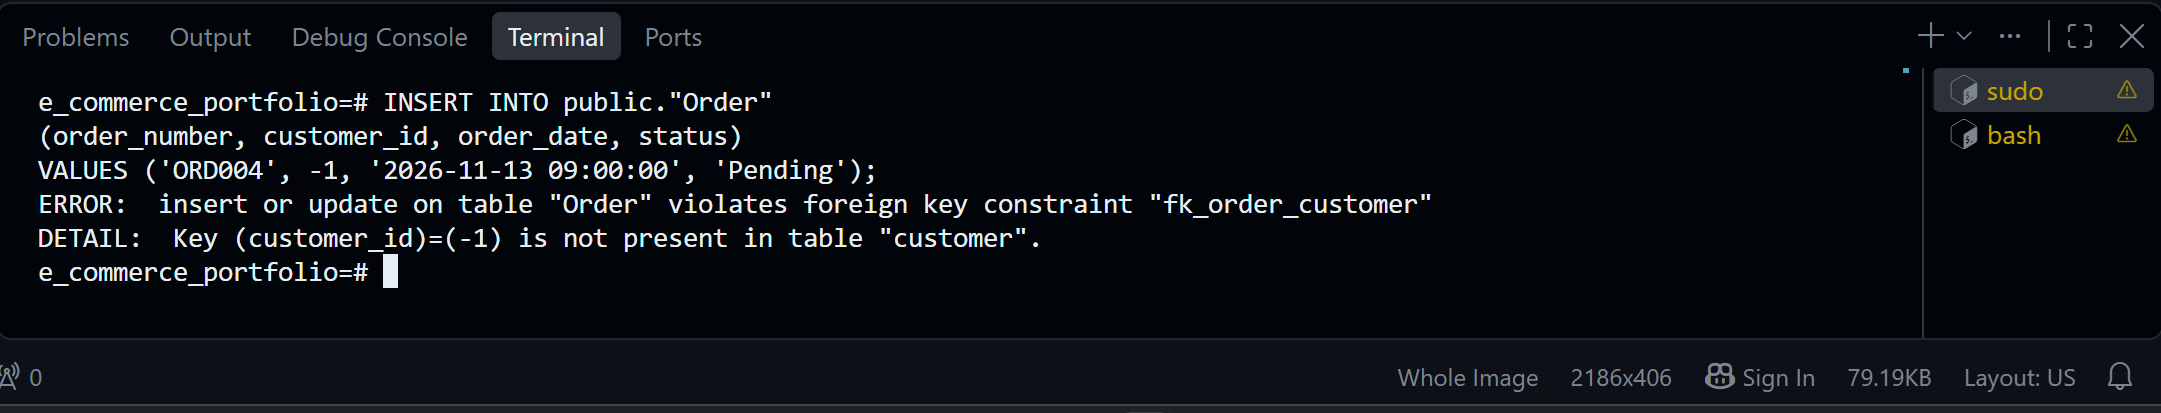 Problems Output Debug Console Terminal Ports
e_commerce_portfolio=# INSERT INTO public."Order"
(order_number, customer_id, order_date, status)
VALUES ('ORD004', -1, '2026-11-13 09:00:00', 'Pending');
ERROR:  insert or update on table "Order" violates foreign key constraint "fk_order_customer"
DETAIL:  Key (customer_id)=(-1) is not present in table "customer".
e_commerce_portfolio=#
sudo
bash
0 Whole Image 2186x406 Sign In 79.19KB Layout: US